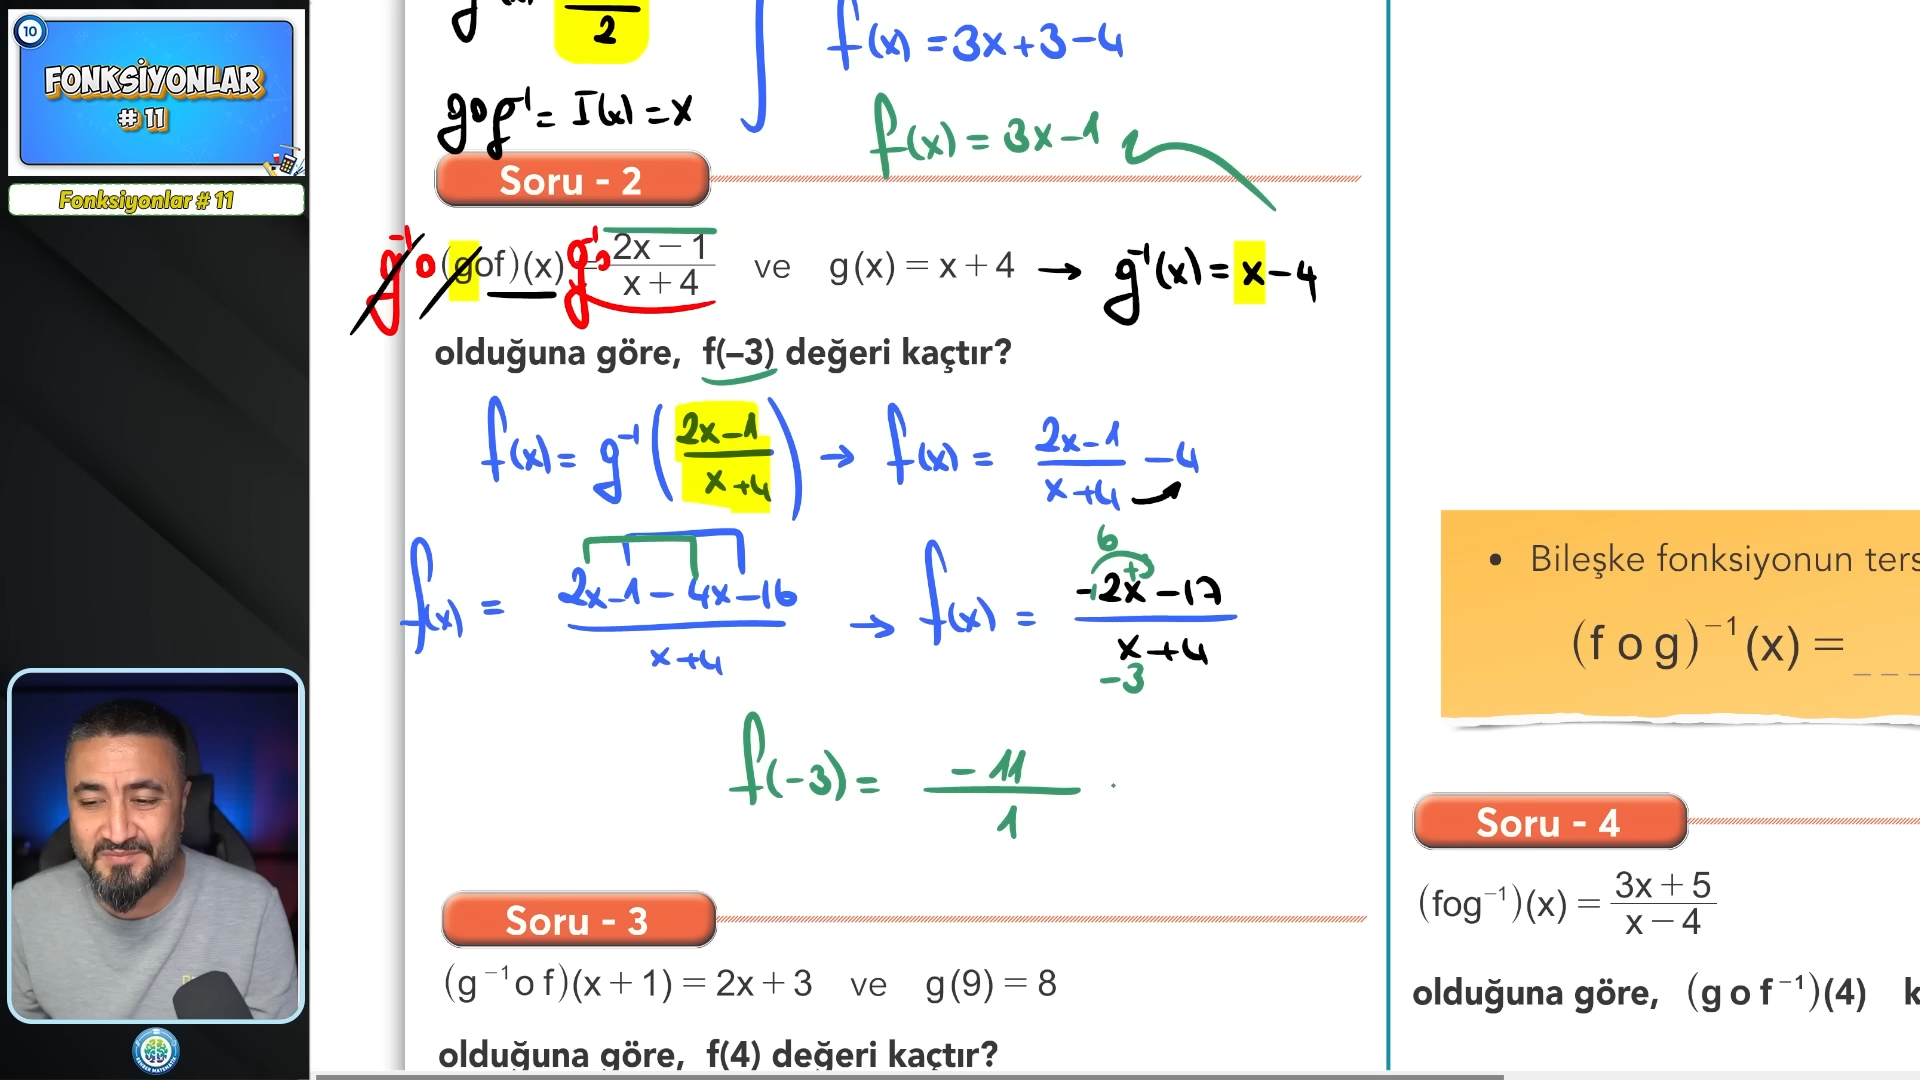 10
FONKSİYONLAR
# 11
Fonksiyonlar # 11
2
g o f⁻¹ = I(x) = x
f(x) = 3x + 3 - 4
f(x) = 3x - 1
Soru - 2
g⁻¹ o (gof)(x) = g⁻¹o (2x − 1)/(x + 4) ve g(x) = x + 4 → g⁻¹(x) = x - 4
olduğuna göre, f(–3) değeri kaçtır?
f(x) = g⁻¹((2x-1)/(x+4)) → f(x) = (2x-1)/(x+4) - 4
f(x) = (2x-1-4x-16)/(x+4) → f(x) = (-2x-17)/(x+4)
6
+
-3
f(-3) = -11/1
Soru - 3
(g⁻¹ o f)(x + 1) = 2x + 3 ve g(9) = 8
olduğuna göre, f(4) değeri kaçtır?
• Bileşke fonksiyonun ters
(f o g)⁻¹(x) = _ _ _
Soru - 4
(fog⁻¹)(x) = (3x + 5)/(x − 4)
olduğuna göre, (g o f⁻¹)(4) k